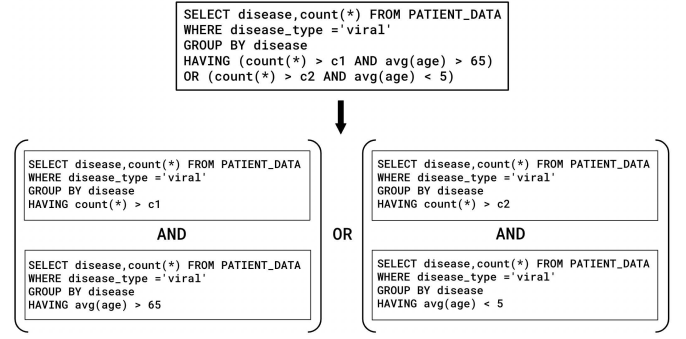 SELECT disease,count(*) FROM PATIENT_DATA
WHERE disease_type ='viral'
GROUP BY disease
HAVING (count(*) > c1 AND avg(age) > 65)
OR (count(*) > c2 AND avg(age) < 5)
SELECT disease,count(*) FROM PATIENT_DATA
WHERE disease_type ='viral'
GROUP BY disease
HAVING count(*) > c1
AND
SELECT disease,count(*) FROM PATIENT_DATA
WHERE disease_type ='viral'
GROUP BY disease
HAVING avg(age) > 65
OR
SELECT disease,count(*) FROM PATIENT_DATA
WHERE disease_type ='viral'
GROUP BY disease
HAVING count(*) > c2
AND
SELECT disease,count(*) FROM PATIENT_DATA
WHERE disease_type ='viral'
GROUP BY disease
HAVING avg(age) < 5